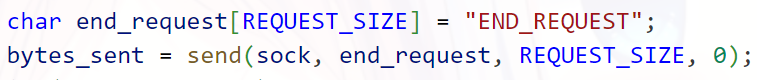 char end_request[REQUEST_SIZE] = "END_REQUEST";
bytes_sent = send(sock, end_request, REQUEST_SIZE, 0);